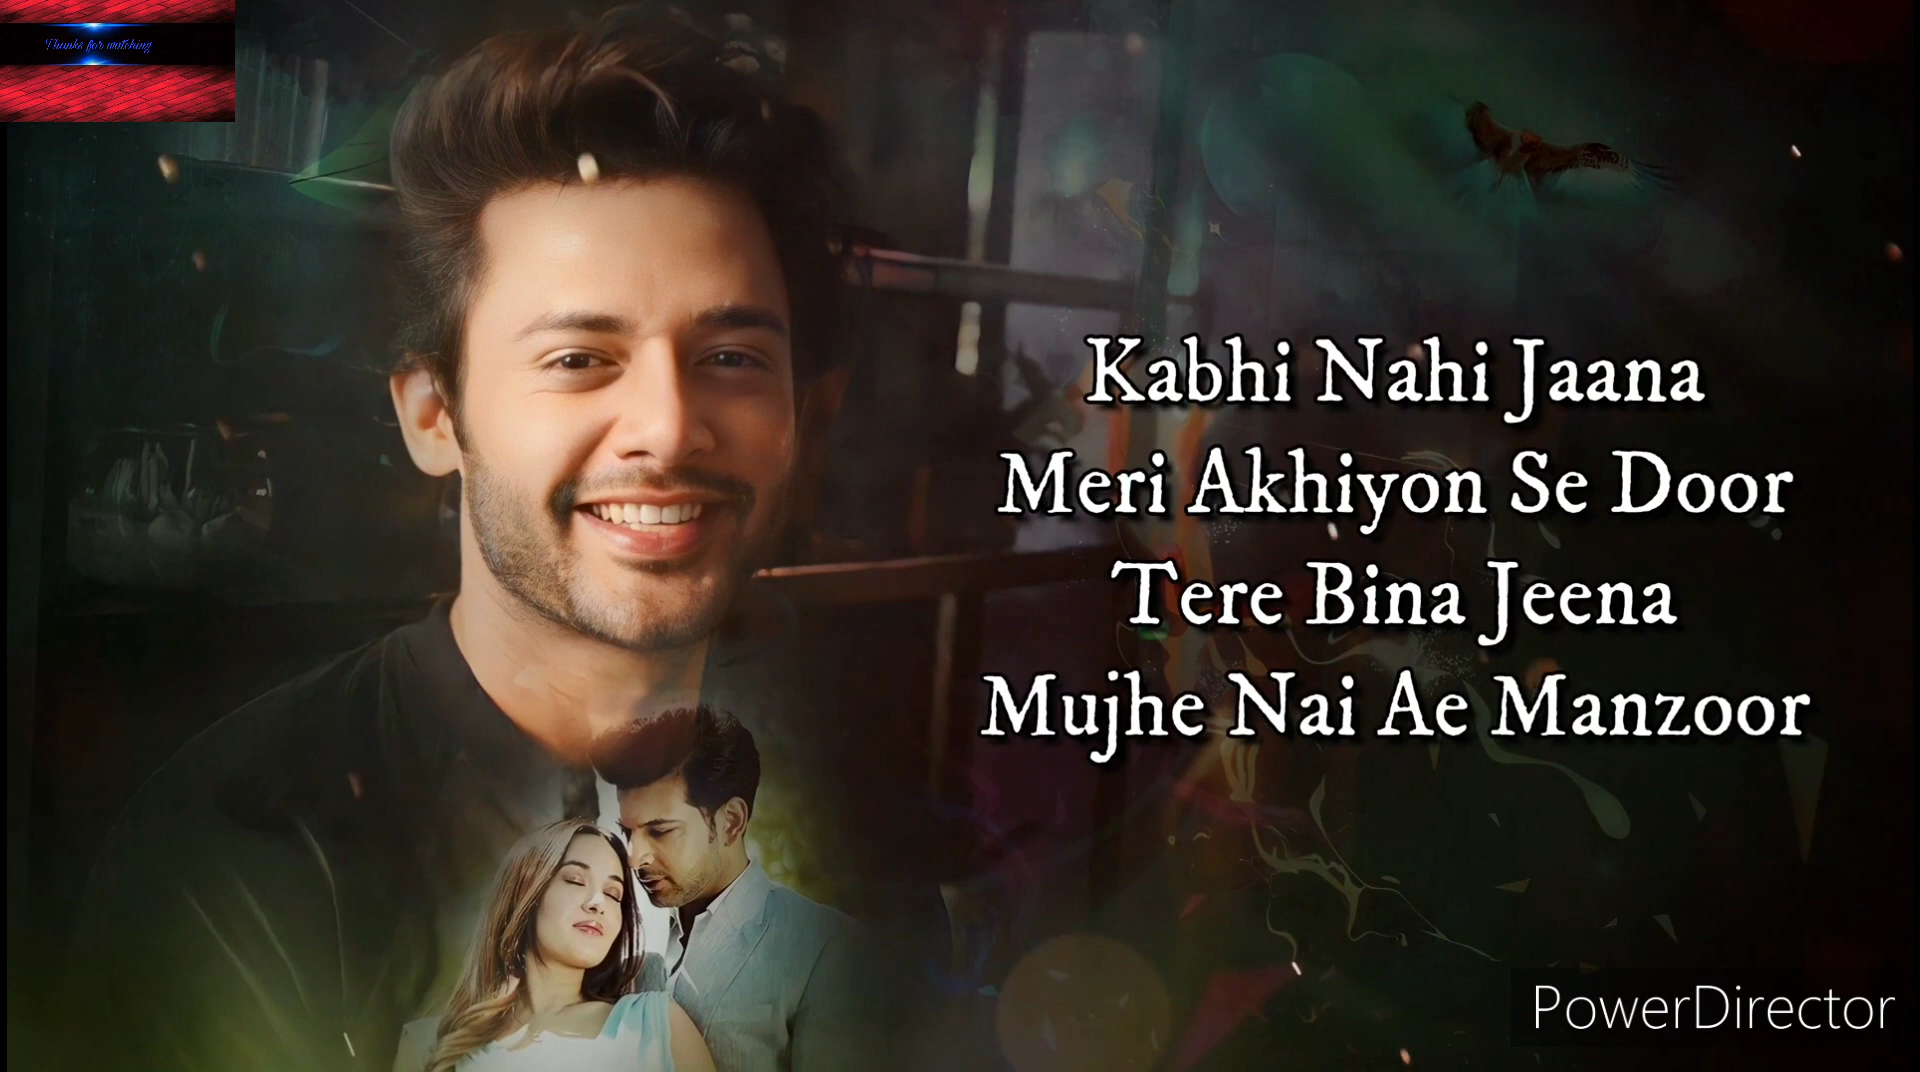 Thanks for watching
Kabhi Nahi Jaana
Meri Akhiyon Se Door
Tere Bina Jeena
Mujhe Nai Ae Manzoor
PowerDirector